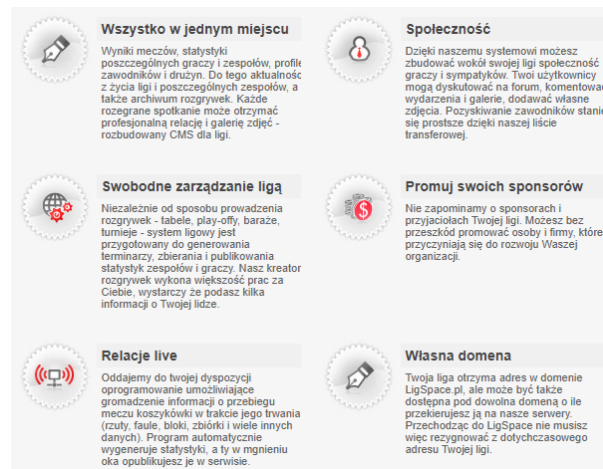 Wszystko w jednym miejscu
Wyniki meczów, statystyki
poszczególnych graczy i zespołów, profile
zawodników i drużyn. Do tego aktualnośc
z życia ligi i poszczególnych zespołów, a
także archiwum rozgrywek. Każde
rozegrane spotkanie może otrzymać
profesjonalną relację i galerię zdjęć -
rozbudowany CMS dla ligi.
Społeczność
Dzięki naszemu systemowi możesz
zbudować wokół swojej ligi społeczność
graczy i sympatyków. Twoi użytkownicy
mogą dyskutować na forum, komentować
wydarzenia i galerie, dodawać własne
zdjęcia. Pozyskiwanie zawodników stanie
się prostsze dzięki naszej liście
transferowej.
Swobodne zarządzanie ligą
Niezależnie od sposobu prowadzenia
rozgrywek - tabele, play-offy, baraże,
turnieje - system ligowy jest
przygotowany do generowania
terminarzy, zbierania i publikowania
statystyk zespołów i graczy. Nasz kreator
rozgrywek wykona większość prac za
Ciebie, wystarczy że podasz kilka
informacji o Twojej lidze.
Promuj swoich sponsorów
Nie zapominamy o sponsorach i
przyjaciołach Twojej ligi. Możesz bez
przeszkód promować osoby i firmy, które
przyczyniają się do rozwoju Waszej
organizacji.
Relacje live
Oddajemy do twojej dyspozycji
oprogramowanie umożliwiające
gromadzenie informacji o przebiegu
meczu koszykówki w trakcie jego trwania
(rzuty, faule, bloki, zbiórki i wiele innych
danych). Program automatycznie
wygeneruje statystyki, a ty w mgnieniu
oka opublikujesz je w serwisie.
Własna domena
Twoja liga otrzyma adres w domenie
LigSpace.pl, ale może być także
dostępna pod dowolna domeną o ile
przekierujesz ją na nasze serwery.
Przechodząc do LigSpace nie musisz
więc rezygnować z dotychczasowego
adresu Twojej ligi.